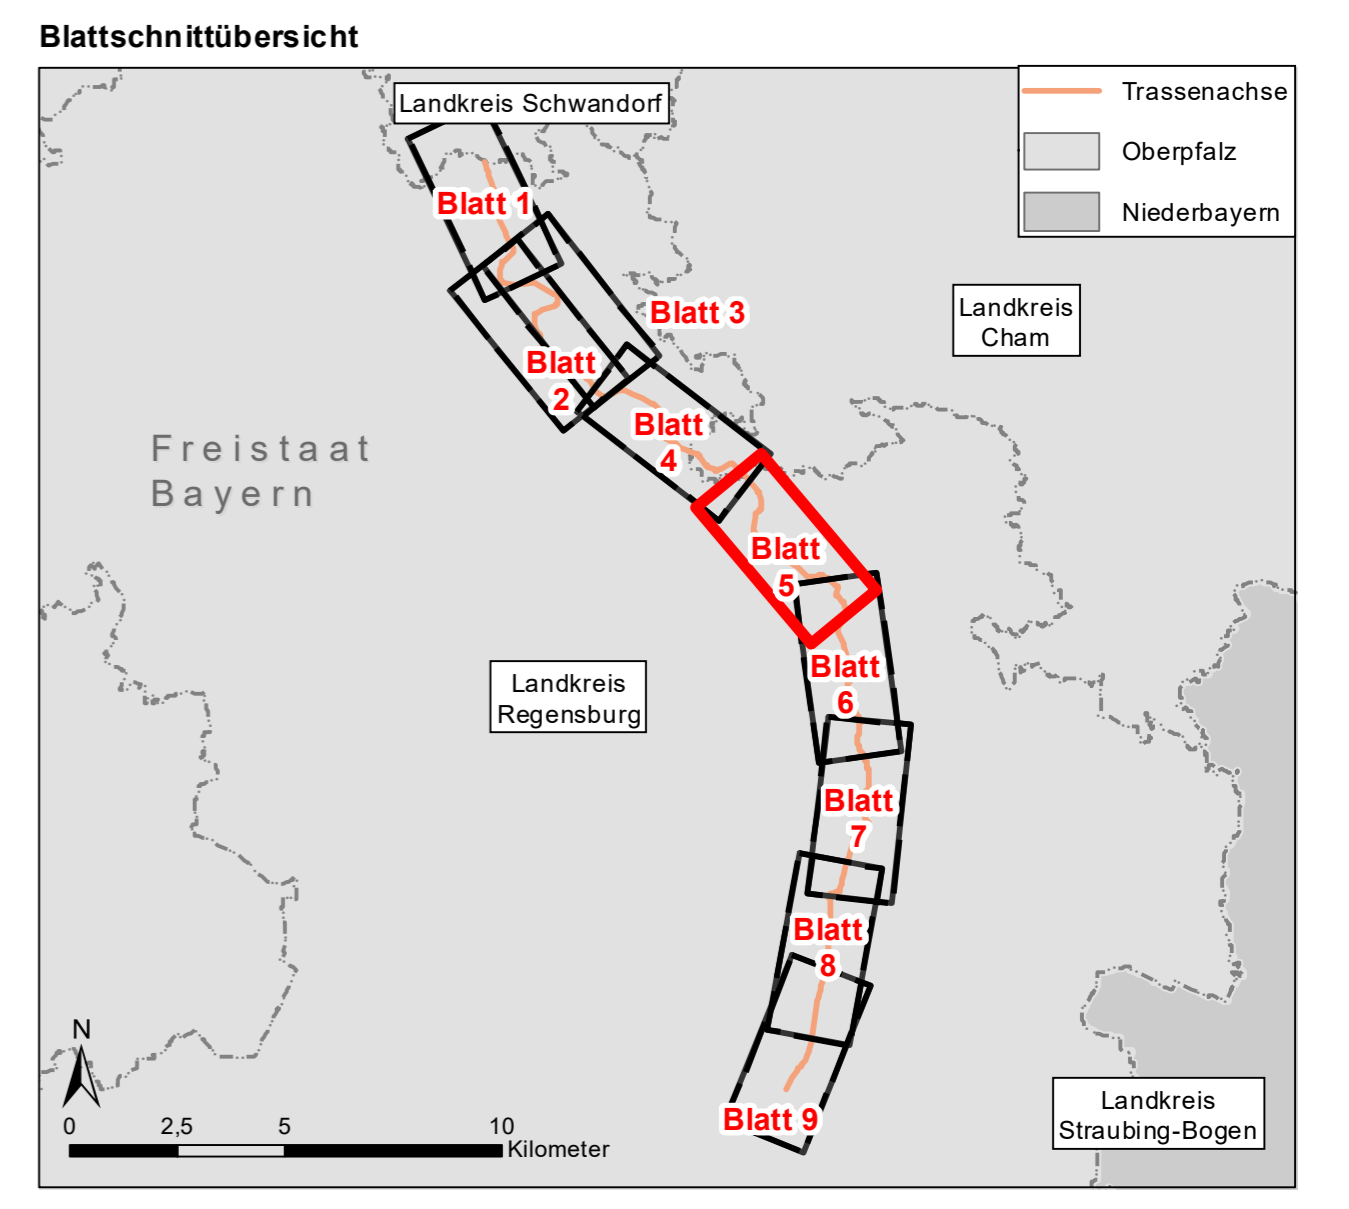 Blattschnittübersicht
Landkreis Schwandorf
Trassenachse
Oberpfalz
Niederbayern
Blatt 1
Blatt 3
Landkreis
Cham
Blatt
2
Blatt
4
Freistaat
Bayern
Blatt
5
Landkreis
Regensburg
Blatt
6
Blatt
7
Blatt
8
N
Landkreis
Straubing-Bogen
Blatt 9
0 2,5 5 10
Kilometer